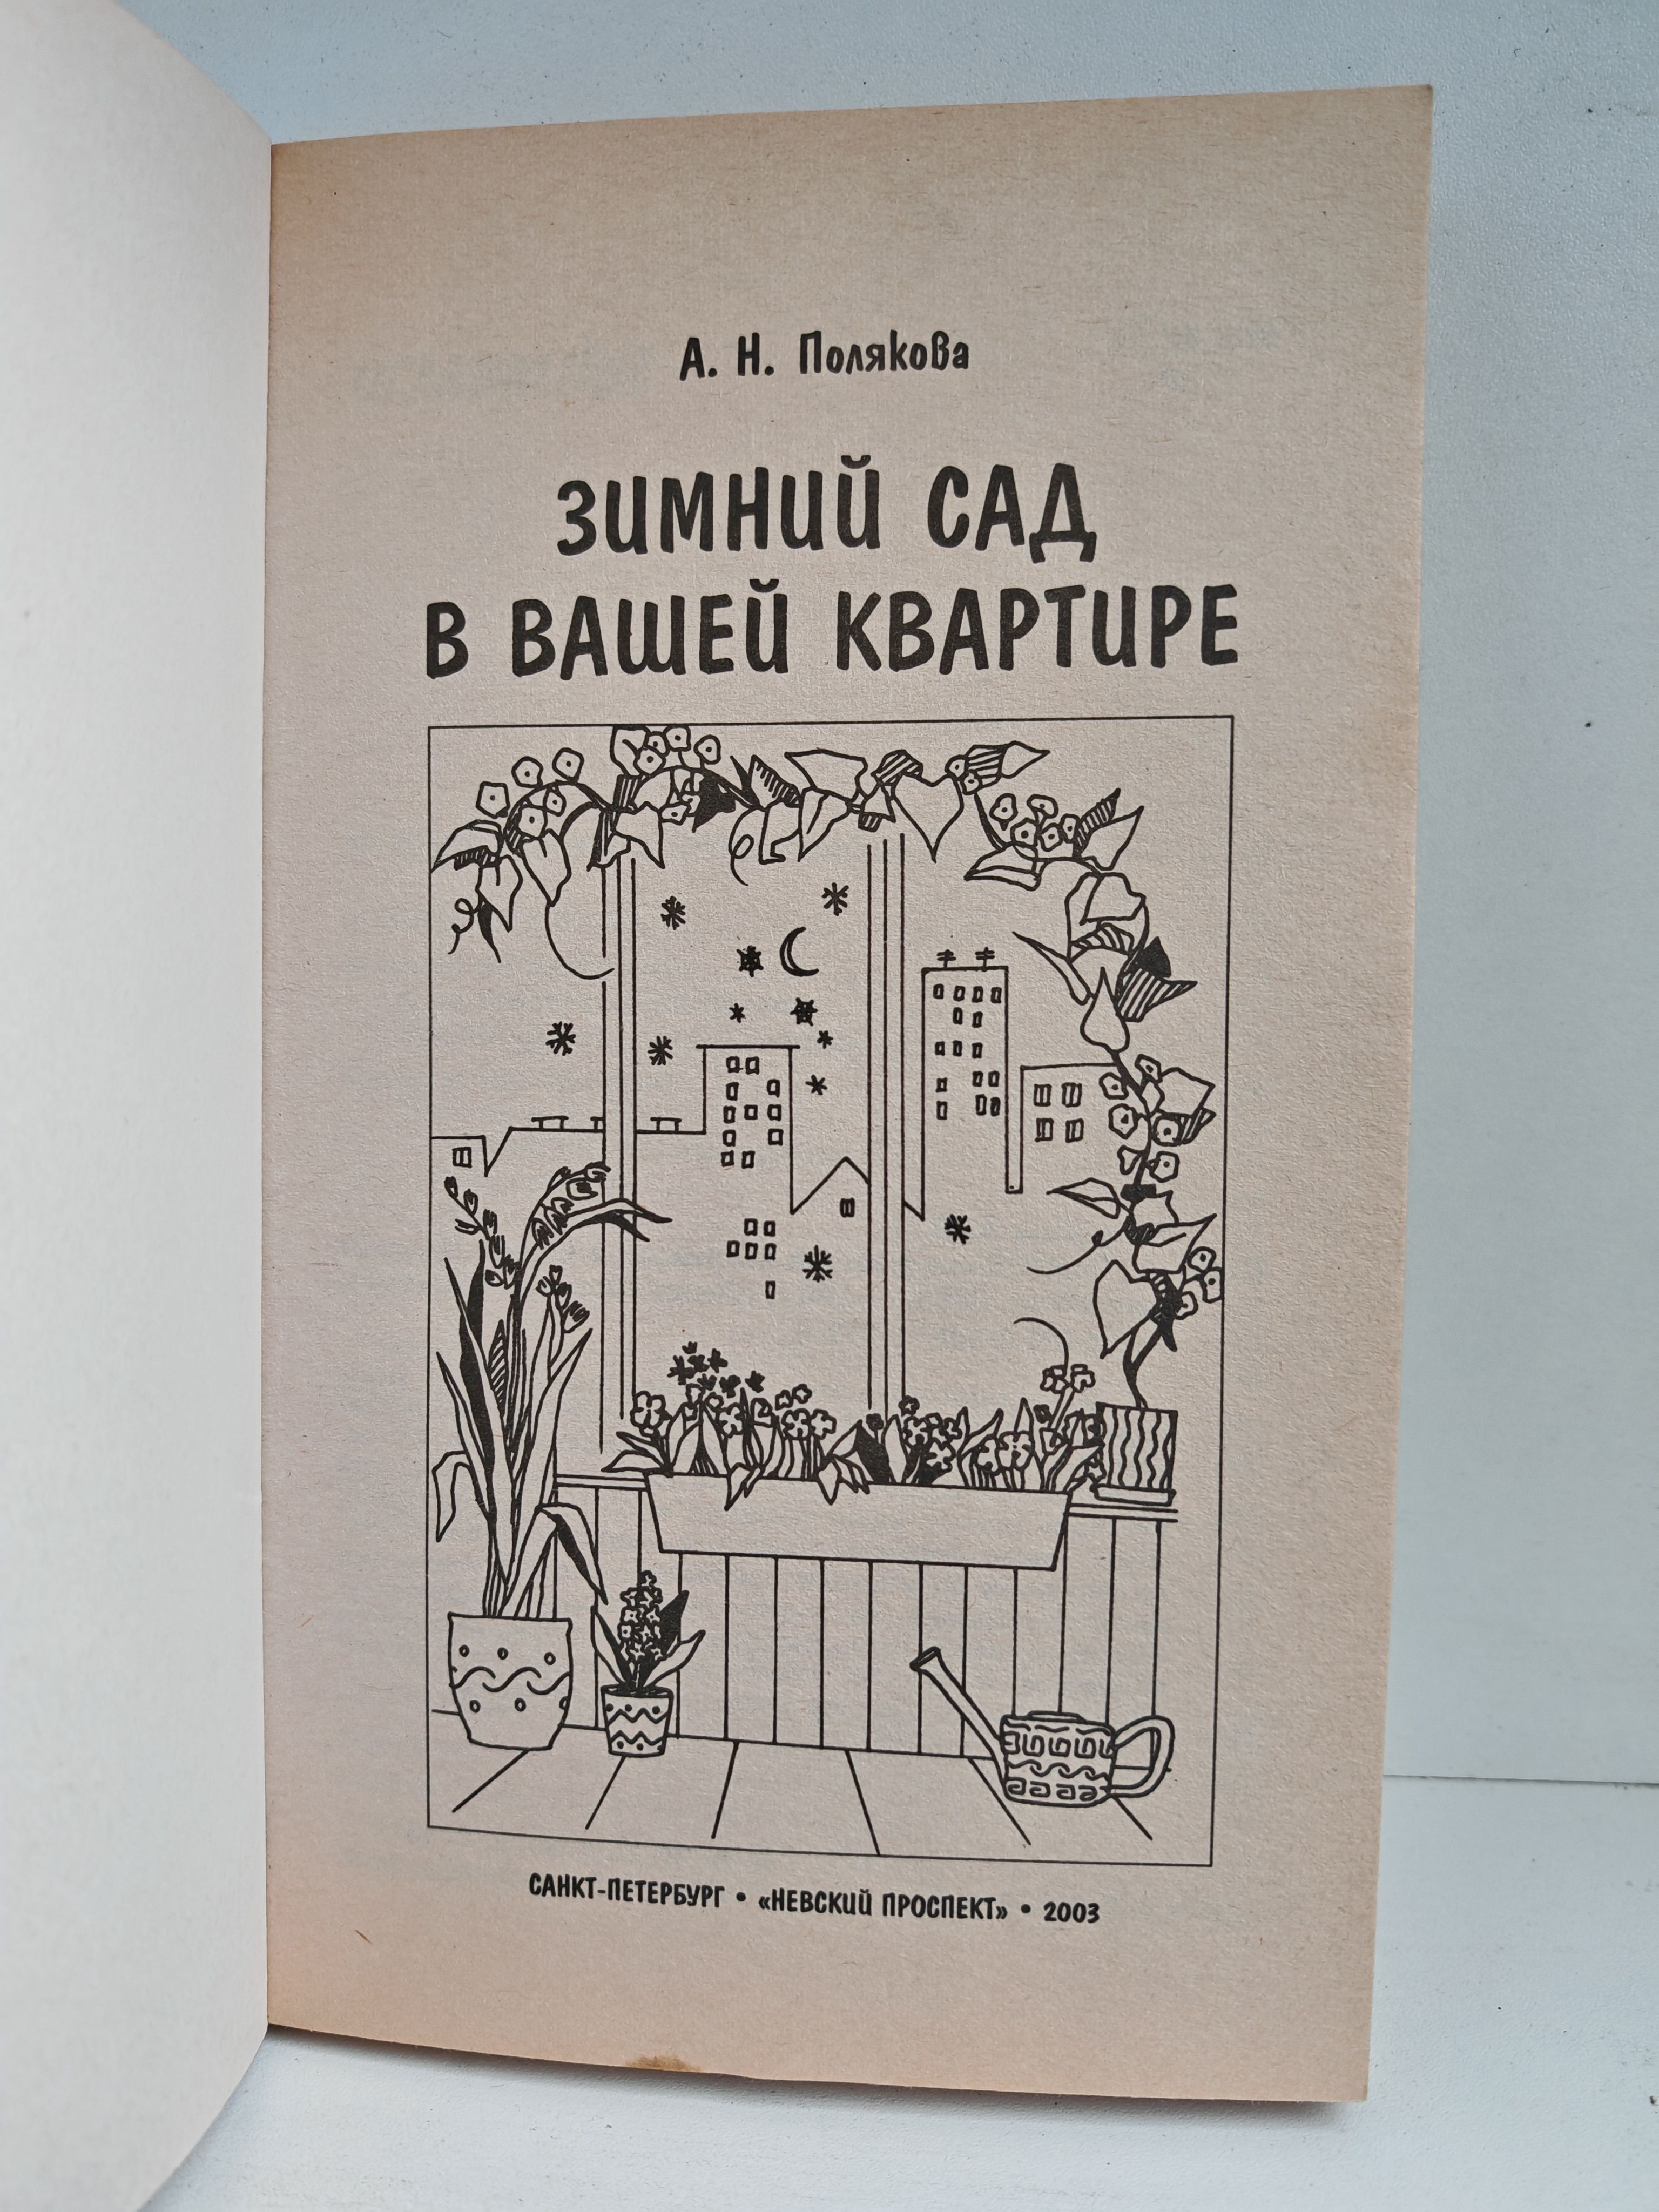 А. Н. Полякова
ЗИМНИЙ САД
В ВАШЕЙ КВАРТИРЕ
САНКТ-ПЕТЕРБУРГ • «НЕВСКИЙ ПРОСПЕКТ» • 2003